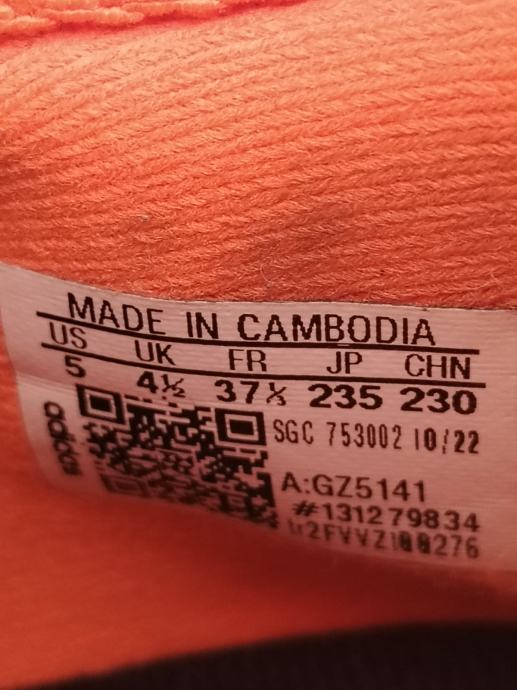 MADE IN CAMBODIA
US UK FR JP CHN
5 4½ 37⅓ 235 230
adidas
SGC 753002 10/22
A:GZ5141
#131279834